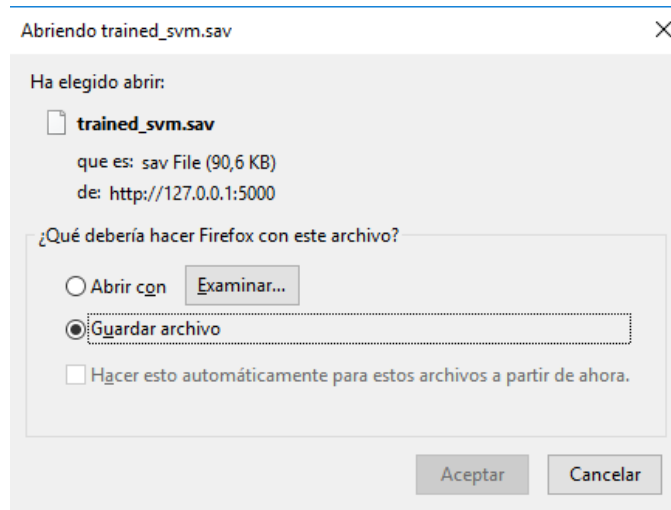 Abriendo trained_svm.sav
Ha elegido abrir:
trained_svm.sav
que es: sav File (90,6 KB)
de: http://127.0.0.1:5000
¿Qué debería hacer Firefox con este archivo?
Abrir con Examinar...
Guardar archivo
Hacer esto automáticamente para estos archivos a partir de ahora.
Aceptar Cancelar